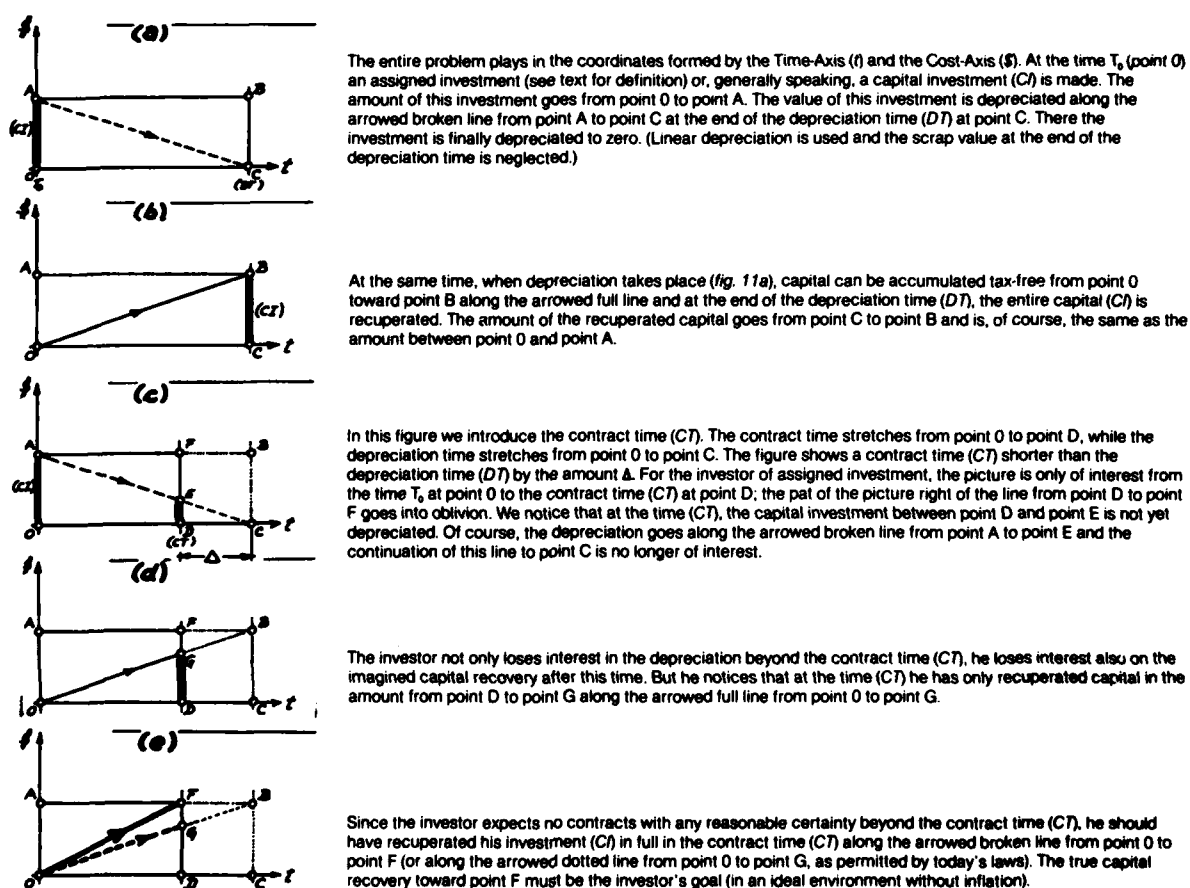 (a)
$
A
B
(CI)
0
T₀
C
(DT)
t
The entire problem plays in the coordinates formed by the Time-Axis (t) and the Cost-Axis ($). At the time T₀ (point 0)
an assigned investment (see text for definition) or, generally speaking, a capital investment (CI) is made. The
amount of this investment goes from point 0 to point A. The value of this investment is depreciated along the
arrowed broken line from point A to point C at the end of the depreciation time (DT) at point C. There the
investment is finally depreciated to zero. (Linear depreciation is used and the scrap value at the end of the
depreciation time is neglected.)
(b)
$
A
B
(CI)
0
C
t
At the same time, when depreciation takes place (fig. 11a), capital can be accumulated tax-free from point 0
toward point B along the arrowed full line and at the end of the depreciation time (DT), the entire capital (CI) is
recuperated. The amount of the recuperated capital goes from point C to point B and is, of course, the same as the
amount between point 0 and point A.
(c)
$
A
F
B
(CI)
E
0
D
C
t
(CT)
Δ
In this figure we introduce the contract time (CT). The contract time stretches from point 0 to point D, while the
depreciation time stretches from point 0 to point C. The figure shows a contract time (CT) shorter than the
depreciation time (DT) by the amount Δ. For the investor of assigned investment, the picture is only of interest from
the time T₀ at point 0 to the contract time (CT) at point D; the pat of the picture right of the line from point D to point
F goes into oblivion. We notice that at the time (CT), the capital investment between point D and point E is not yet
depreciated. Of course, the depreciation goes along the arrowed broken line from point A to point E and the
continuation of this line to point C is no longer of interest.
(d)
$
A
F
B
G
0
D
C
t
The investor not only loses interest in the depreciation beyond the contract time (CT), he loses interest also on the
imagined capital recovery after this time. But he notices that at the time (CT) he has only recuperated capital in the
amount from point D to point G along the arrowed full line from point 0 to point G.
(e)
$
A
F
B
G
0
D
C
t
Since the investor expects no contracts with any reasonable certainty beyond the contract time (CT), he should
have recuperated his investment (CI) in full in the contract time (CT) along the arrowed broken line from point 0 to
point F (or along the arrowed dotted line from point 0 to point G, as permitted by today's laws). The true capital
recovery toward point F must be the investor's goal (in an ideal environment without inflation).